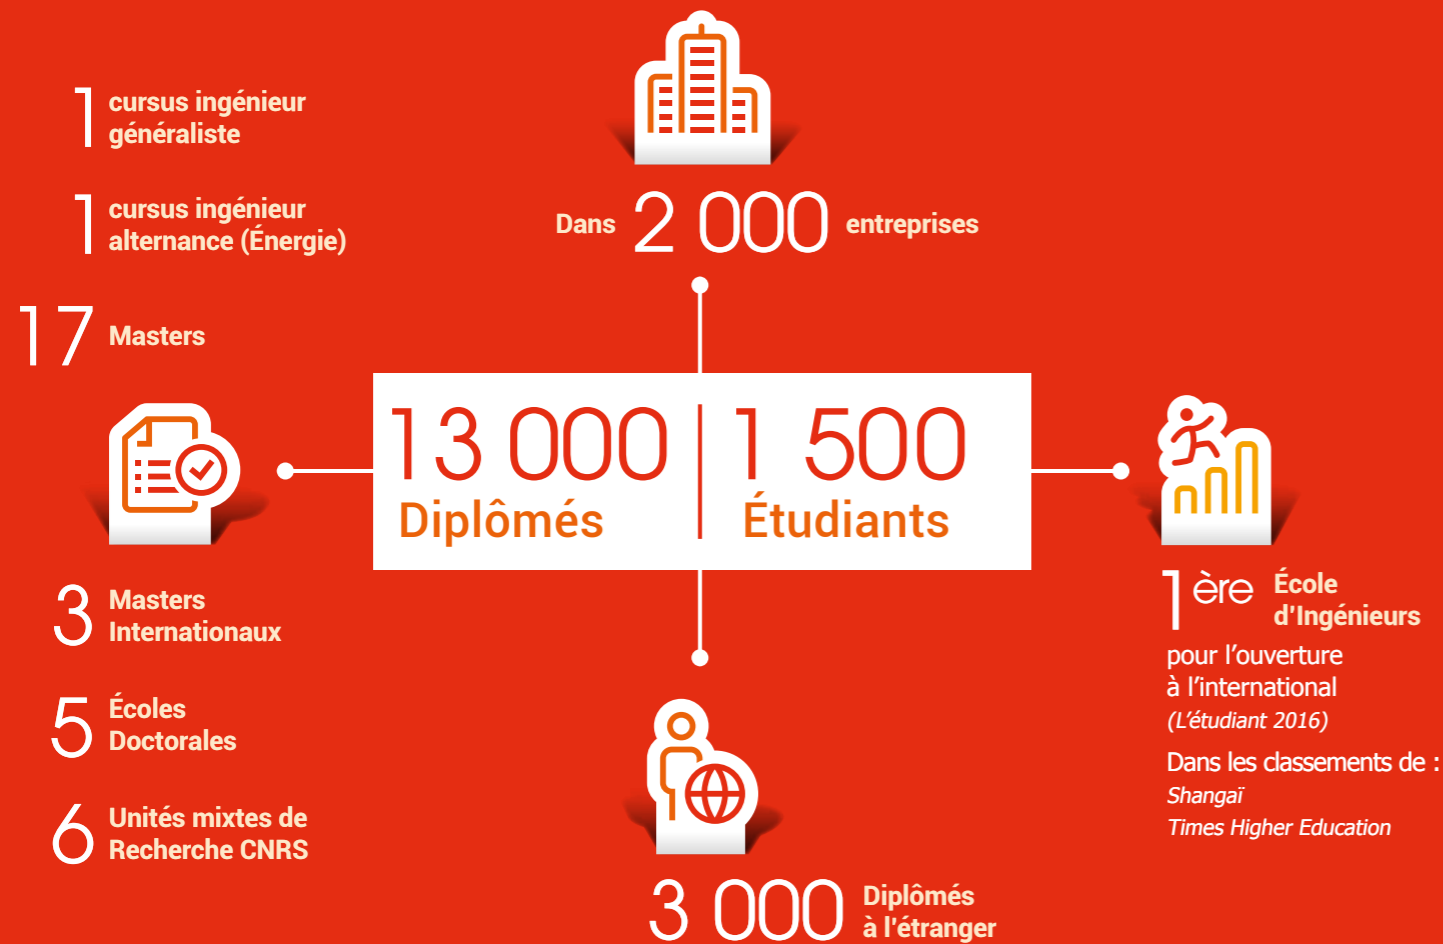 1 cursus ingénieur
généraliste
1 cursus ingénieur
alternance (Énergie)
17 Masters
3 Masters
Internationaux
5 Écoles
Doctorales
6 Unités mixtes de
Recherche CNRS
Dans 2 000 entreprises
13 000
Diplômés
1 500
Étudiants
3 000 Diplômés
à l'étranger
1ère École
d'Ingénieurs
pour l'ouverture
à l'international
(L'étudiant 2016)
Dans les classements de :
Shangaï
Times Higher Education